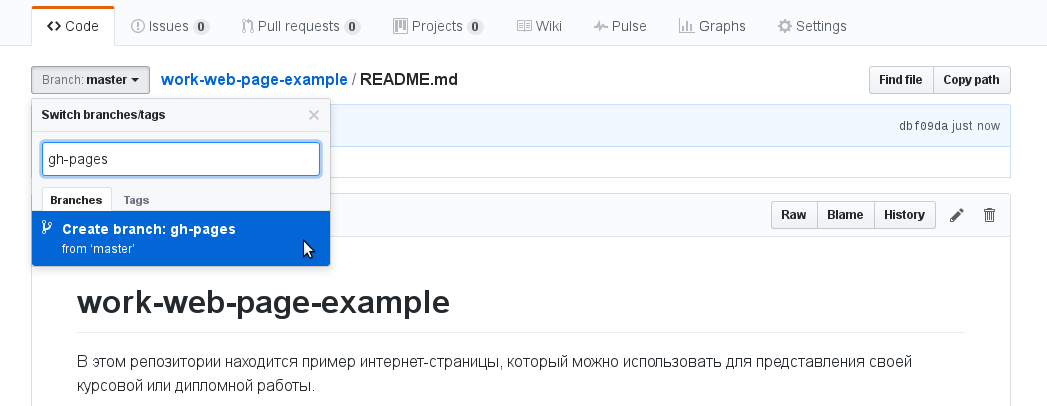 Code Issues 0 Pull requests 0 Projects 0 Wiki Pulse Graphs Settings
Branch: master work-web-page-example / README.md Find file Copy path
Switch branches/tags ×
dbf09da just now
gh-pages
Branches Tags
Raw Blame History
Create branch: gh-pages
from ‘master’
work-web-page-example
В этом репозитории находится пример интернет-страницы, который можно использовать для представления своей
курсовой или дипломной работы.